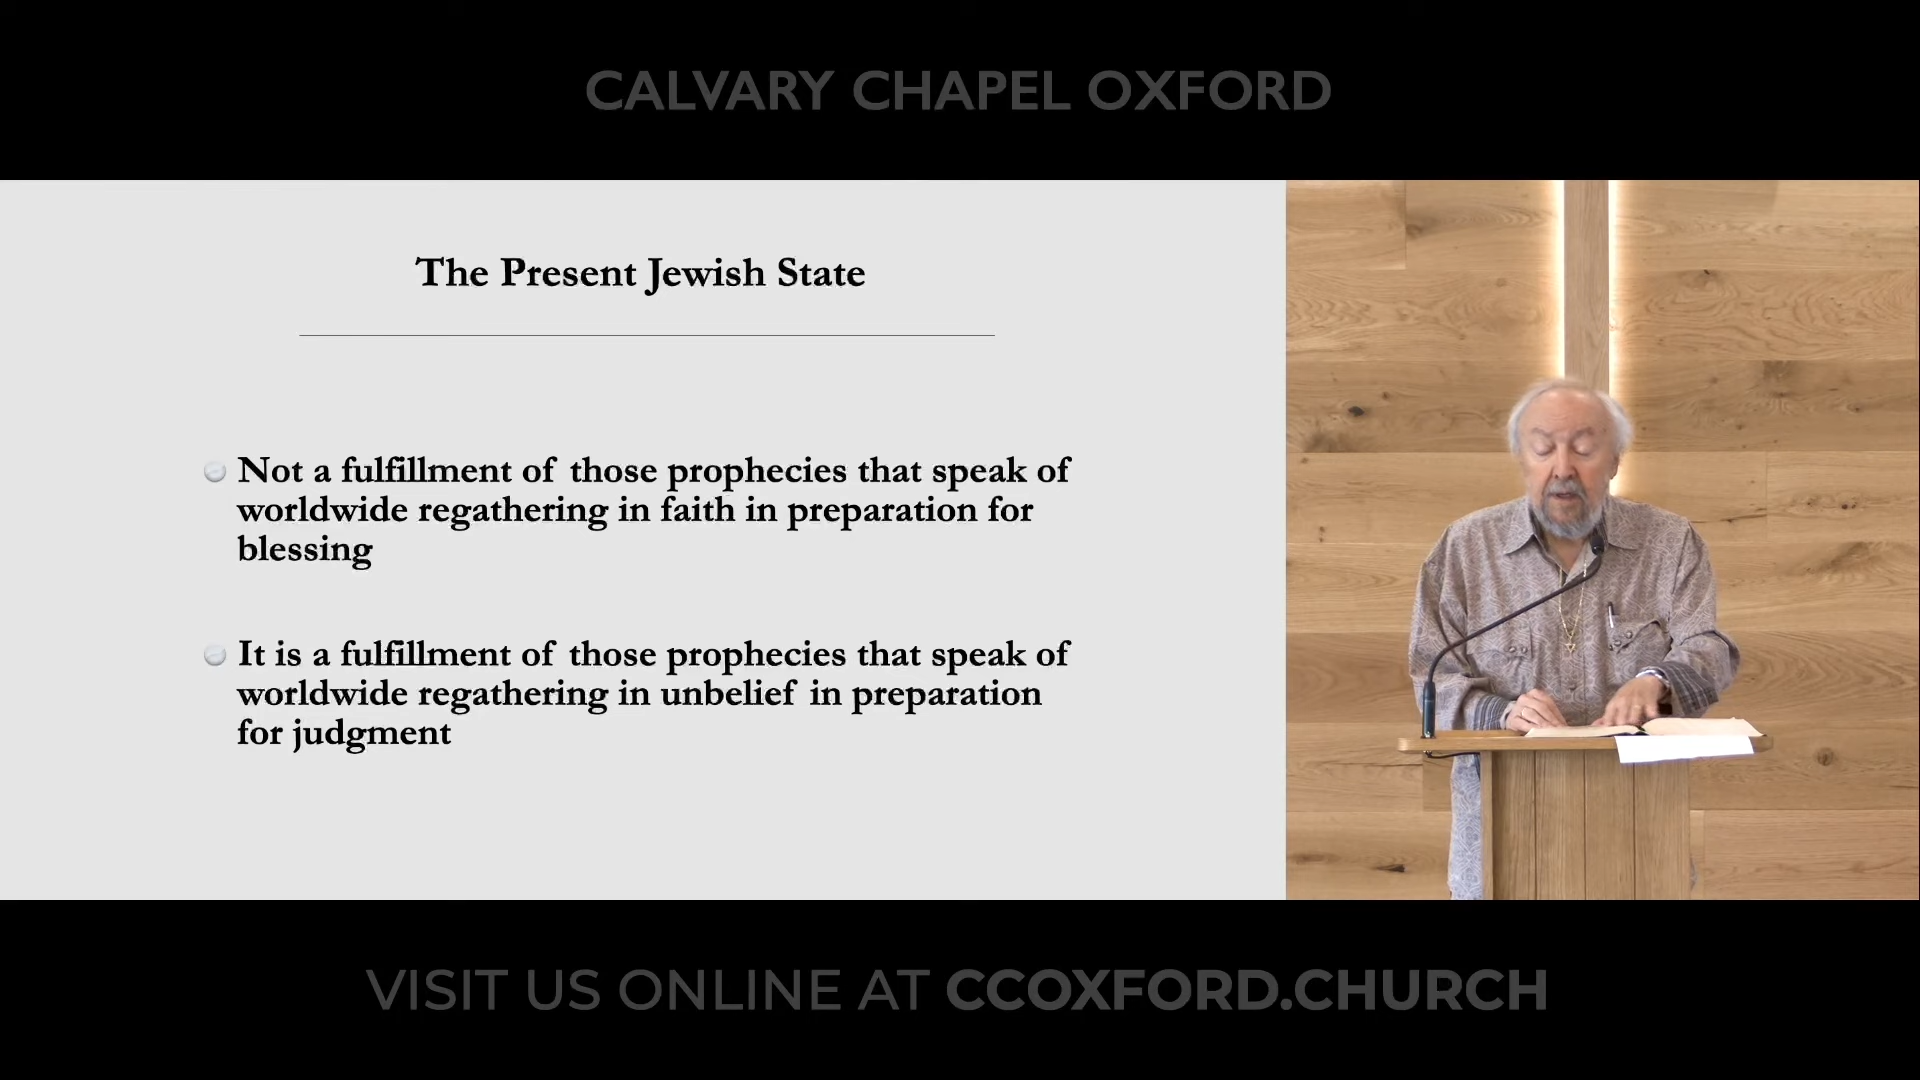 CALVARY CHAPEL OXFORD
The Present Jewish State
Not a fulfillment of those prophecies that speak of
worldwide regathering in faith in preparation for
blessing
It is a fulfillment of those prophecies that speak of
worldwide regathering in unbelief in preparation
for judgment
VISIT US ONLINE AT CCOXFORD.CHURCH